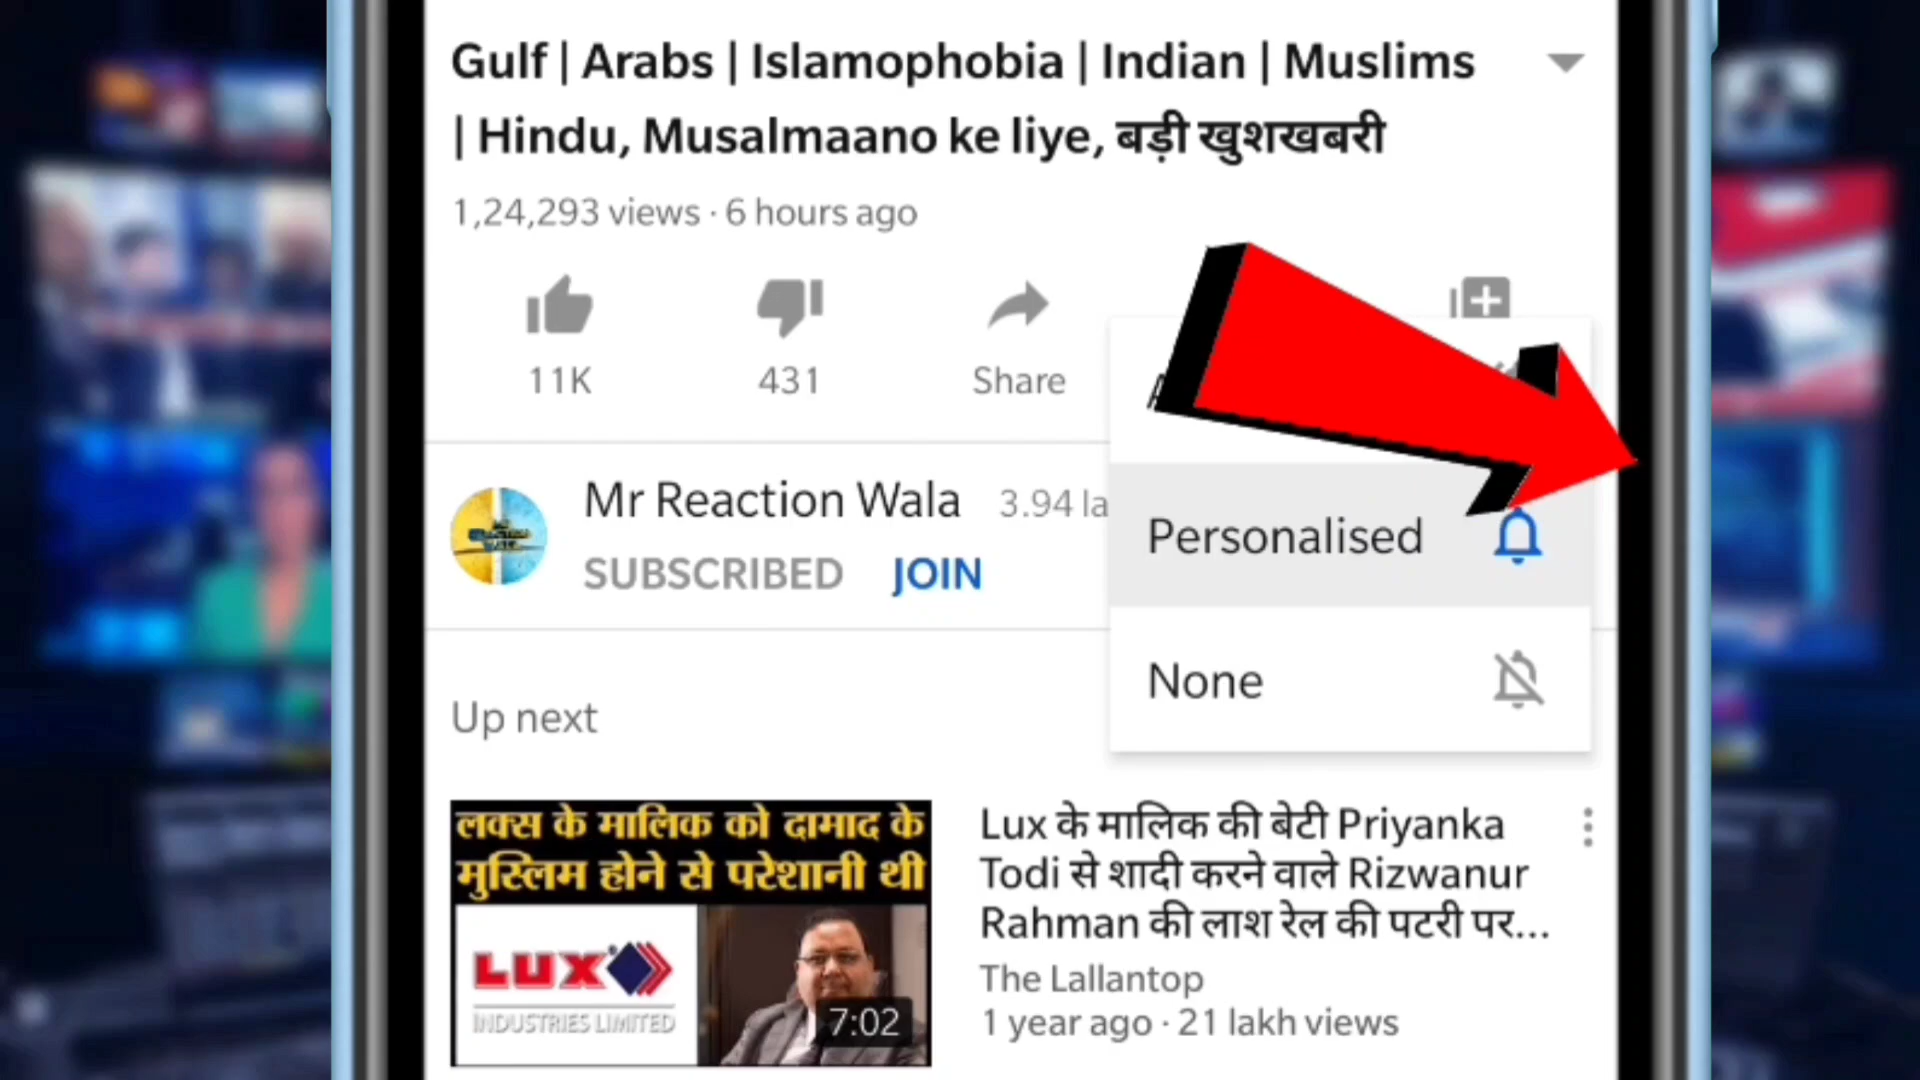 Gulf | Arabs | Islamophobia | Indian | Muslims
| Hindu, Musalmaano ke liye, बड़ी खुशखबरी
1,24,293 views · 6 hours ago
11K
431
Share
Mr Reaction Wala 3.94 la
SUBSCRIBED JOIN
Personalised
None
Up next
लक्स के मालिक को दामाद के
मुस्लिम होने से परेशानी थी
LUX
INDUSTRIES LIMITED
7:02
Lux के मालिक की बेटी Priyanka
Todi से शादी करने वाले Rizwanur
Rahman की लाश रेल की पटरी पर...
The Lallantop
1 year ago · 21 lakh views